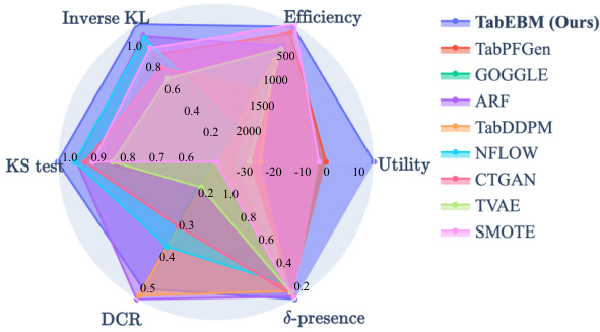 Inverse KL
Efficiency
Utility
δ-presence
DCR
KS test
1.0
0.8
0.6
0.4
0.2
500
1000
1500
2000
1.0 0.9 0.8 0.7 0.6
-30 -20 -10 0 10
0.2
0.3
0.4
0.5
1.0
0.8
0.6
0.4
0.2
TabEBM (Ours)
TabPFGen
GOGGLE
ARF
TabDDPM
NFLOW
CTGAN
TVAE
SMOTE